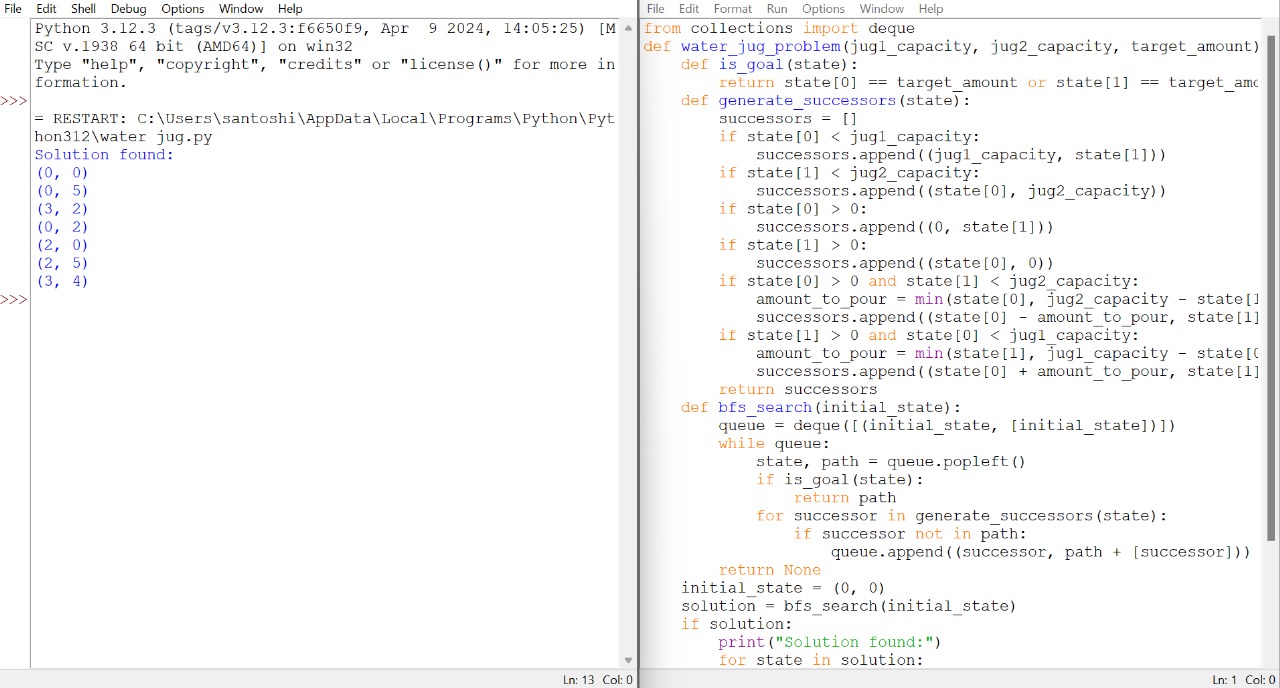 File Edit Shell Debug Options Window Help
Python 3.12.3 (tags/v3.12.3:f6650f9, Apr  9 2024, 14:05:25) [M
SC v.1938 64 bit (AMD64)] on win32
Type "help", "copyright", "credits" or "license()" for more in
formation.
>>>
= RESTART: C:\Users\santoshi\AppData\Local\Programs\Python\Pyt
hon312\water jug.py
Solution found:
(0, 0)
(0, 5)
(3, 2)
(0, 2)
(2, 0)
(2, 5)
(3, 4)
>>>
Ln: 13 Col: 0
File Edit Format Run Options Window Help
from collections import deque
def water_jug_problem(jug1_capacity, jug2_capacity, target_amount)
    def is_goal(state):
        return state[0] == target_amount or state[1] == target_amo
    def generate_successors(state):
        successors = []
        if state[0] < jug1_capacity:
            successors.append((jug1_capacity, state[1]))
        if state[1] < jug2_capacity:
            successors.append((state[0], jug2_capacity))
        if state[0] > 0:
            successors.append((0, state[1]))
        if state[1] > 0:
            successors.append((state[0], 0))
        if state[0] > 0 and state[1] < jug2_capacity:
            amount_to_pour = min(state[0], jug2_capacity - state[1
            successors.append((state[0] - amount_to_pour, state[1]
        if state[1] > 0 and state[0] < jug1_capacity:
            amount_to_pour = min(state[1], jug1_capacity - state[0
            successors.append((state[0] + amount_to_pour, state[1]
        return successors
    def bfs_search(initial_state):
        queue = deque([(initial_state, [initial_state])])
        while queue:
            state, path = queue.popleft()
            if is_goal(state):
                return path
            for successor in generate_successors(state):
                if successor not in path:
                    queue.append((successor, path + [successor]))
        return None
    initial_state = (0, 0)
    solution = bfs_search(initial_state)
    if solution:
        print("Solution found:")
        for state in solution:
Ln: 1 Col: 0